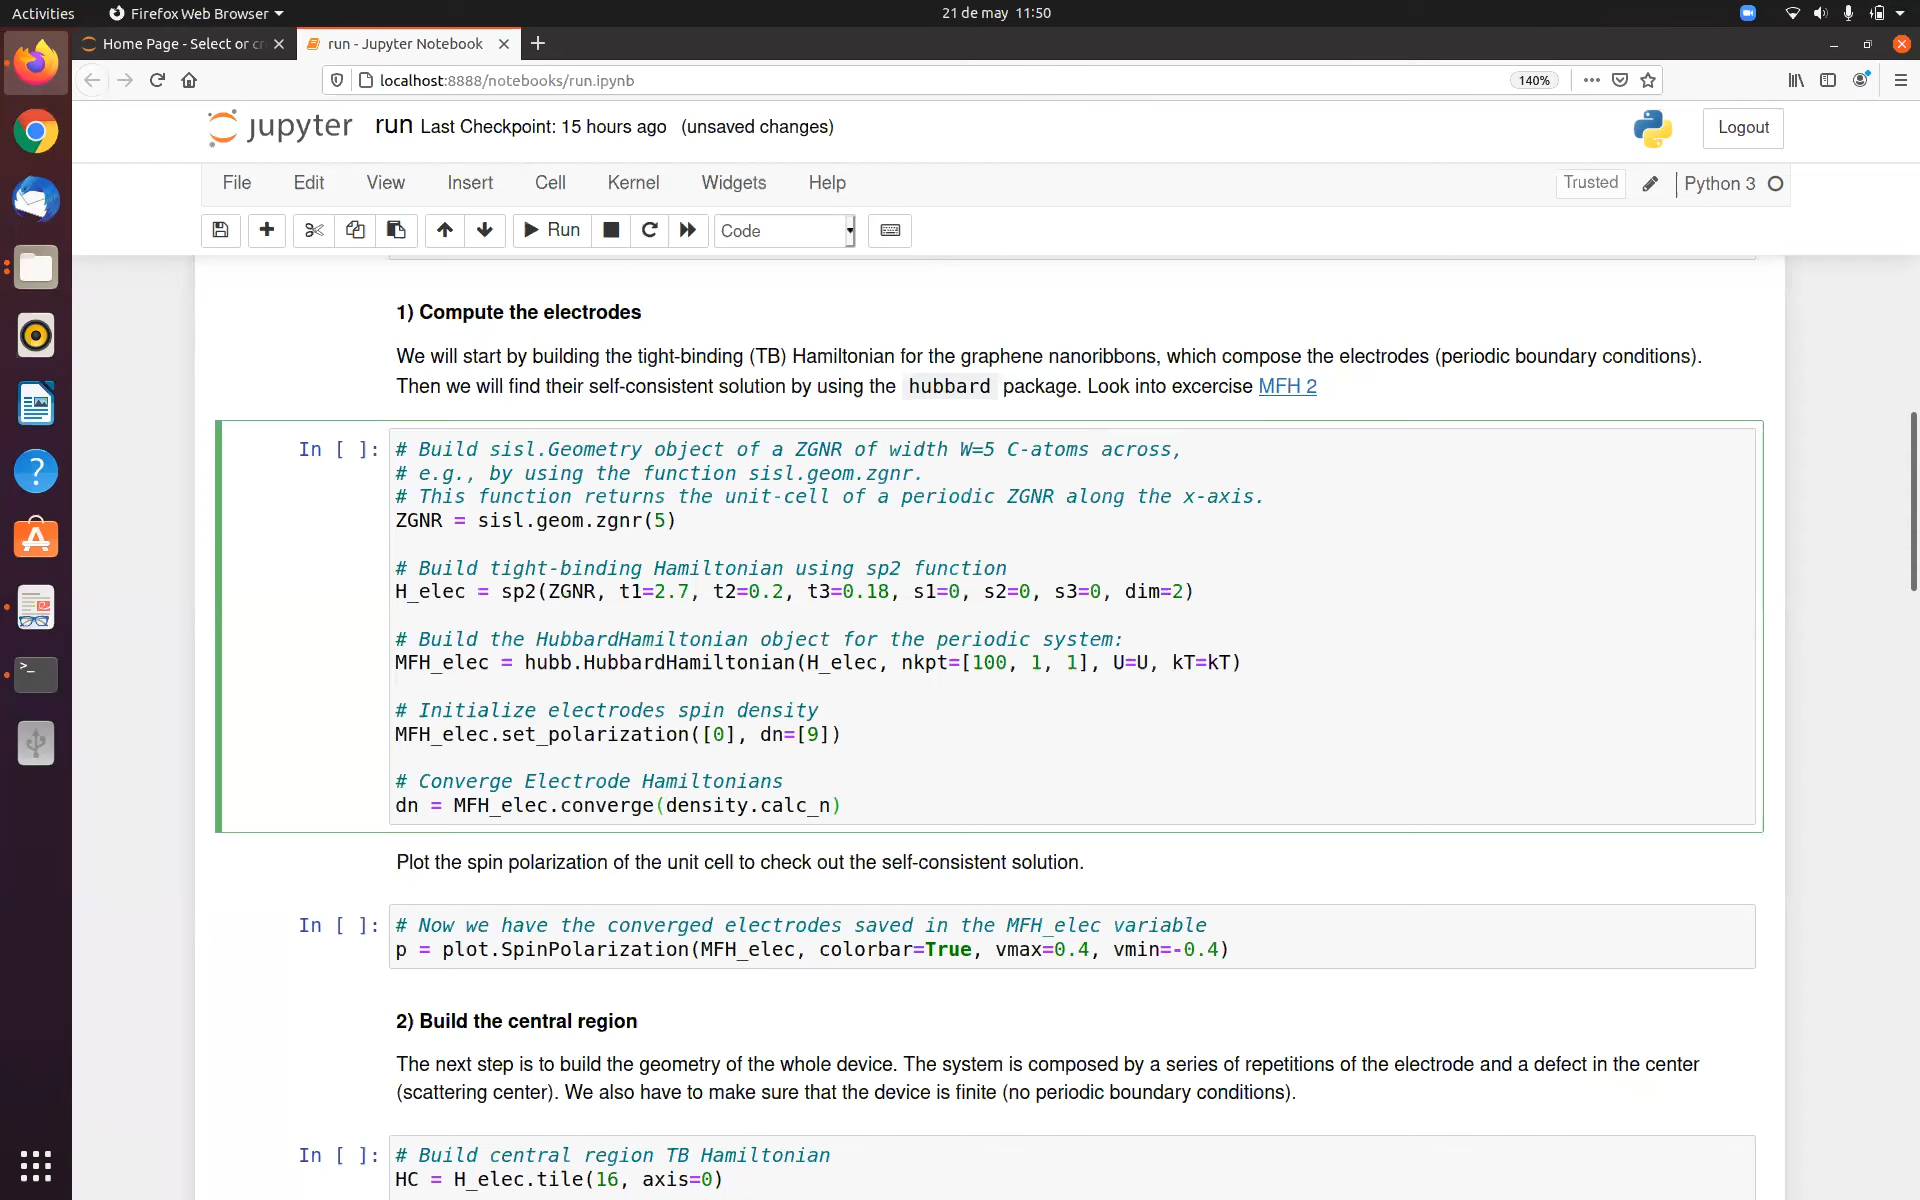 Activities
Firefox Web Browser
21 de may 11:50
Home Page - Select or cr
run - Jupyter Notebook
localhost:8888/notebooks/run.ipynb
140%
jupyter run Last Checkpoint: 15 hours ago (unsaved changes)
Logout
File Edit View Insert Cell Kernel Widgets Help
Trusted
Python 3
Run
Code
1) Compute the electrodes
We will start by building the tight-binding (TB) Hamiltonian for the graphene nanoribbons, which compose the electrodes (periodic boundary conditions).
Then we will find their self-consistent solution by using the hubbard package. Look into excercise MFH 2
In [ ]:
# Build sisl.Geometry object of a ZGNR of width W=5 C-atoms across,
# e.g., by using the function sisl.geom.zgnr.
# This function returns the unit-cell of a periodic ZGNR along the x-axis.
ZGNR = sisl.geom.zgnr(5)
# Build tight-binding Hamiltonian using sp2 function
H_elec = sp2(ZGNR, t1=2.7, t2=0.2, t3=0.18, s1=0, s2=0, s3=0, dim=2)
# Build the HubbardHamiltonian object for the periodic system:
MFH_elec = hubb.HubbardHamiltonian(H_elec, nkpt=[100, 1, 1], U=U, kT=kT)
# Initialize electrodes spin density
MFH_elec.set_polarization([0], dn=[9])
# Converge Electrode Hamiltonians
dn = MFH_elec.converge(density.calc_n)
Plot the spin polarization of the unit cell to check out the self-consistent solution.
In [ ]:
# Now we have the converged electrodes saved in the MFH_elec variable
p = plot.SpinPolarization(MFH_elec, colorbar=True, vmax=0.4, vmin=-0.4)
2) Build the central region
The next step is to build the geometry of the whole device. The system is composed by a series of repetitions of the electrode and a defect in the center
(scattering center). We also have to make sure that the device is finite (no periodic boundary conditions).
In [ ]:
# Build central region TB Hamiltonian
HC = H_elec.tile(16, axis=0)